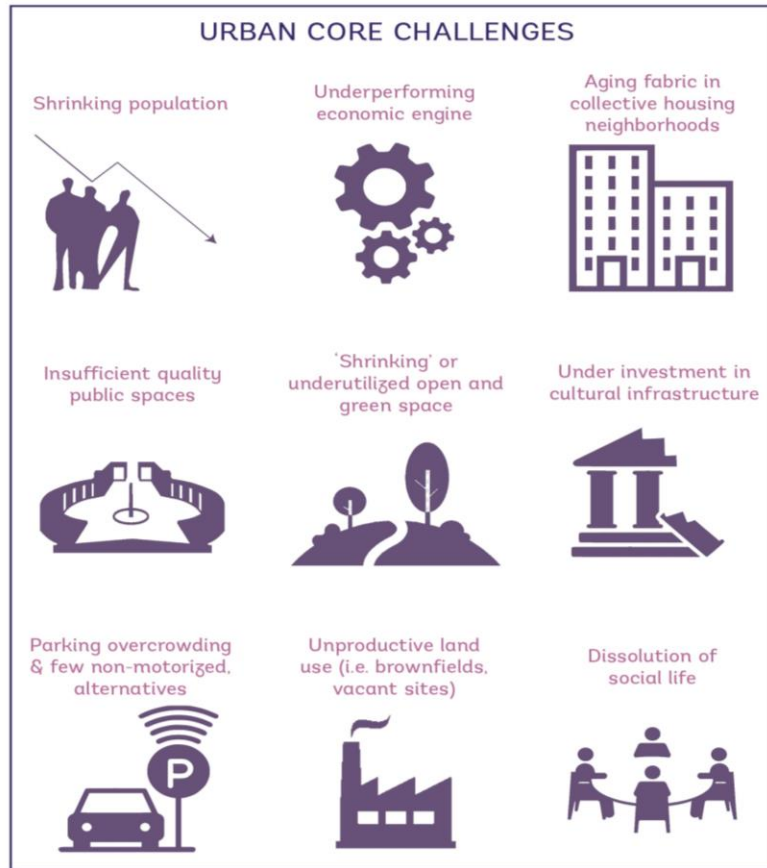 URBAN CORE CHALLENGES
Shrinking population
Underperforming
economic engine
Aging fabric in
collective housing
neighborhoods
Insufficient quality
public spaces
'Shrinking' or
underutilized open and
green space
Under investment in
cultural infrastructure
Parking overcrowding
& few non-motorized,
alternatives
P
Unproductive land
use (i.e. brownfields,
vacant sites)
Dissolution of
social life